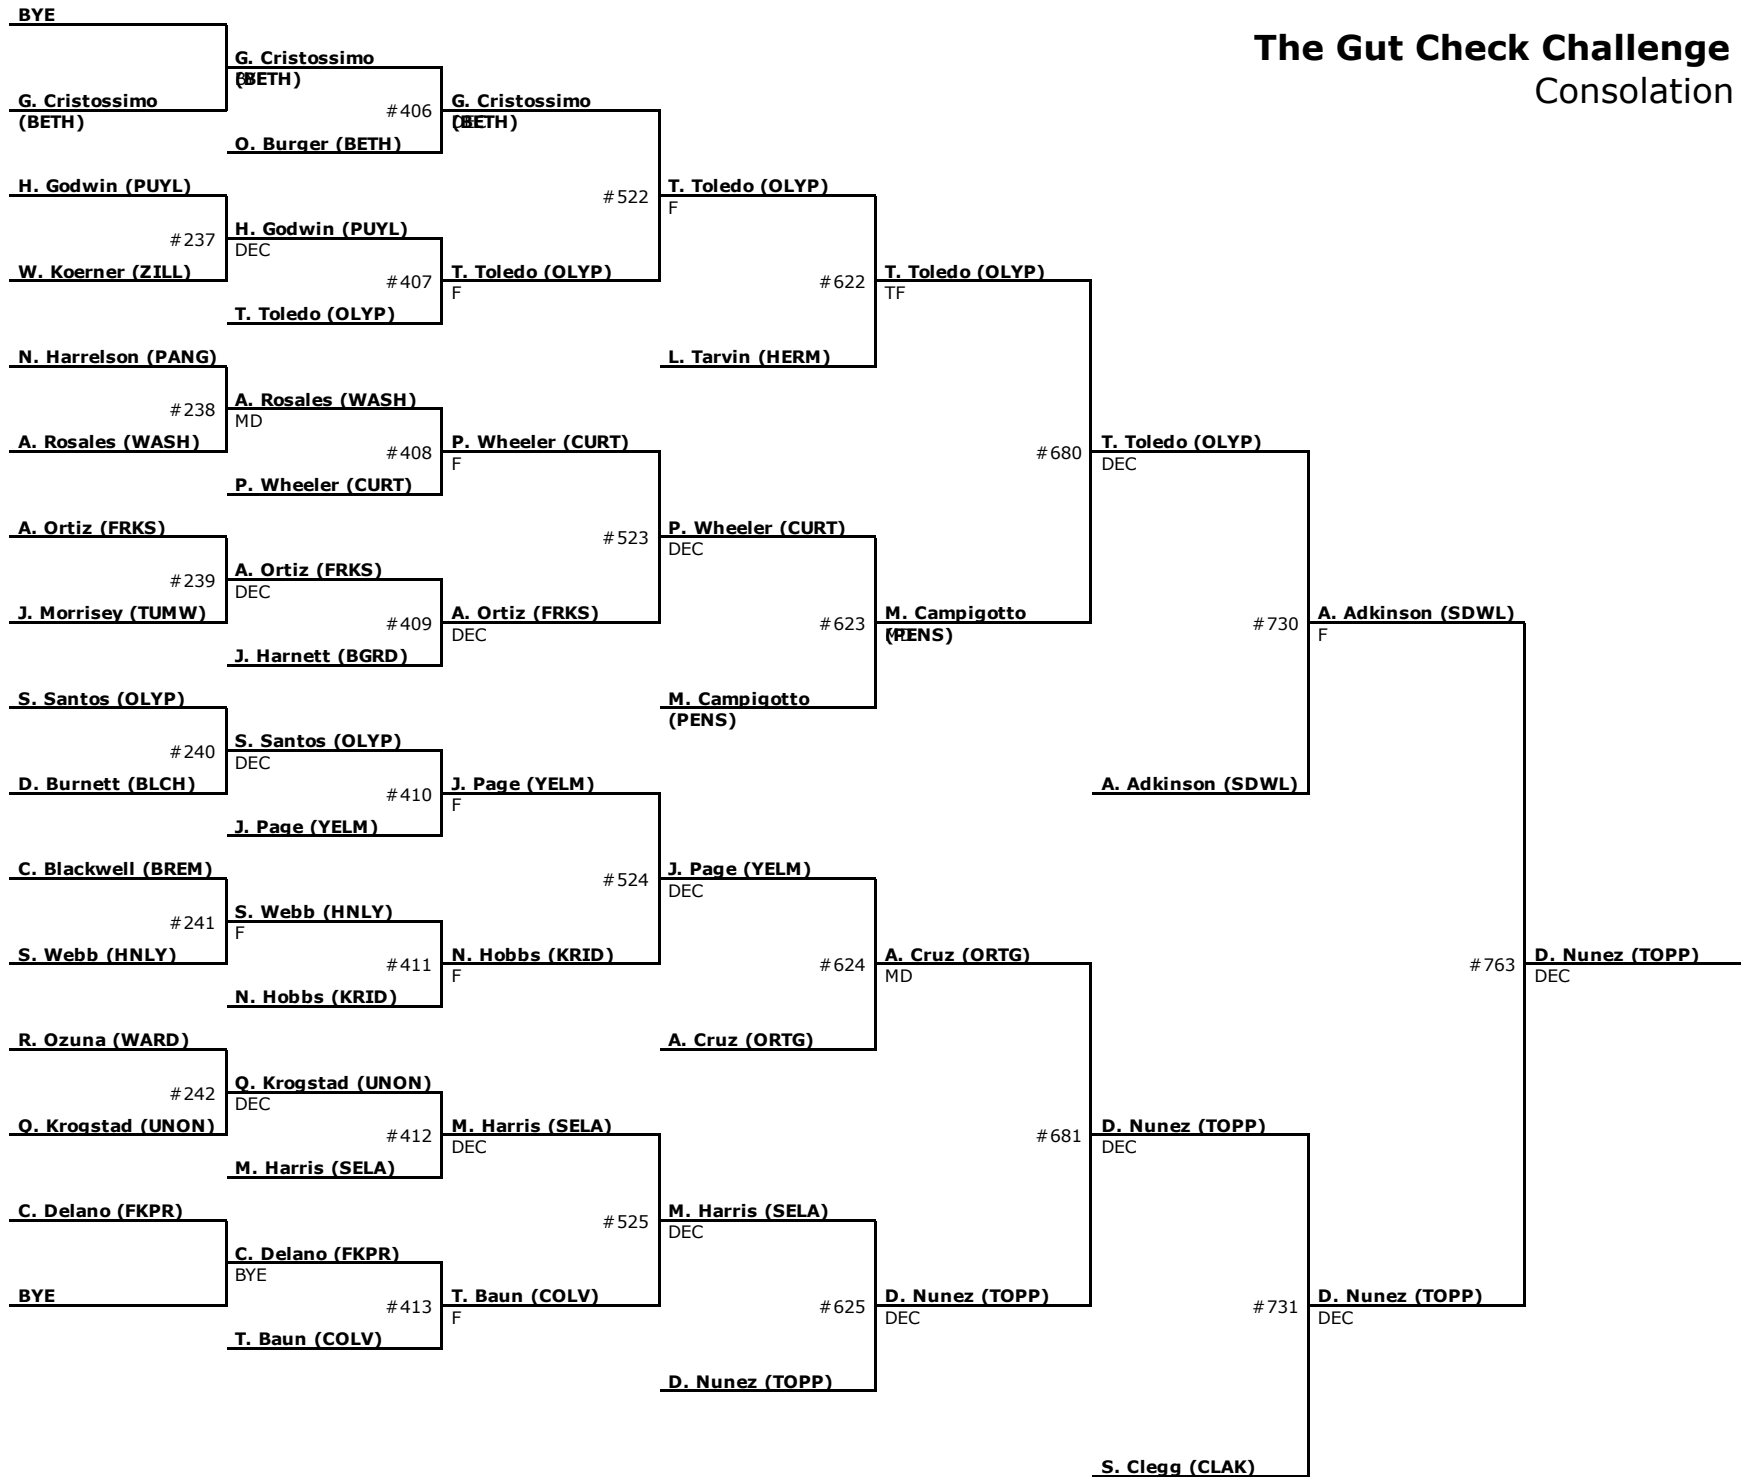 BYE
The Gut Check Challenge
Consolation
G. Cristossimo
(BETH)
BYE
G. Cristossimo
(BETH)
#406
G. Cristossimo
(BETH)
DEC
O. Burger (BETH)
H. Godwin (PUYL)
#522
T. Toledo (OLYP)
F
#237
H. Godwin (PUYL)
DEC
W. Koerner (ZILL)
#407
T. Toledo (OLYP)
F
#622
T. Toledo (OLYP)
TF
T. Toledo (OLYP)
N. Harrelson (PANG)
L. Tarvin (HERM)
#238
A. Rosales (WASH)
MD
A. Rosales (WASH)
#408
P. Wheeler (CURT)
F
#680
T. Toledo (OLYP)
DEC
P. Wheeler (CURT)
A. Ortiz (FRKS)
#523
P. Wheeler (CURT)
DEC
#239
A. Ortiz (FRKS)
DEC
J. Morrisey (TUMW)
#409
A. Ortiz (FRKS)
DEC
#623
M. Campigotto
(PENS)
MD
#730
A. Adkinson (SDWL)
F
J. Harnett (BGRD)
S. Santos (OLYP)
M. Campigotto
(PENS)
#240
S. Santos (OLYP)
DEC
D. Burnett (BLCH)
#410
J. Page (YELM)
F
A. Adkinson (SDWL)
J. Page (YELM)
C. Blackwell (BREM)
#524
J. Page (YELM)
DEC
#241
S. Webb (HNLY)
F
S. Webb (HNLY)
#411
N. Hobbs (KRID)
F
#624
A. Cruz (ORTG)
MD
#763
D. Nunez (TOPP)
DEC
N. Hobbs (KRID)
R. Ozuna (WARD)
A. Cruz (ORTG)
#242
Q. Krogstad (UNON)
DEC
Q. Krogstad (UNON)
#412
M. Harris (SELA)
DEC
#681
D. Nunez (TOPP)
DEC
M. Harris (SELA)
C. Delano (FKPR)
#525
M. Harris (SELA)
DEC
C. Delano (FKPR)
BYE
BYE
#413
T. Baun (COLV)
F
#625
D. Nunez (TOPP)
DEC
#731
D. Nunez (TOPP)
DEC
T. Baun (COLV)
D. Nunez (TOPP)
S. Clegg (CLAK)